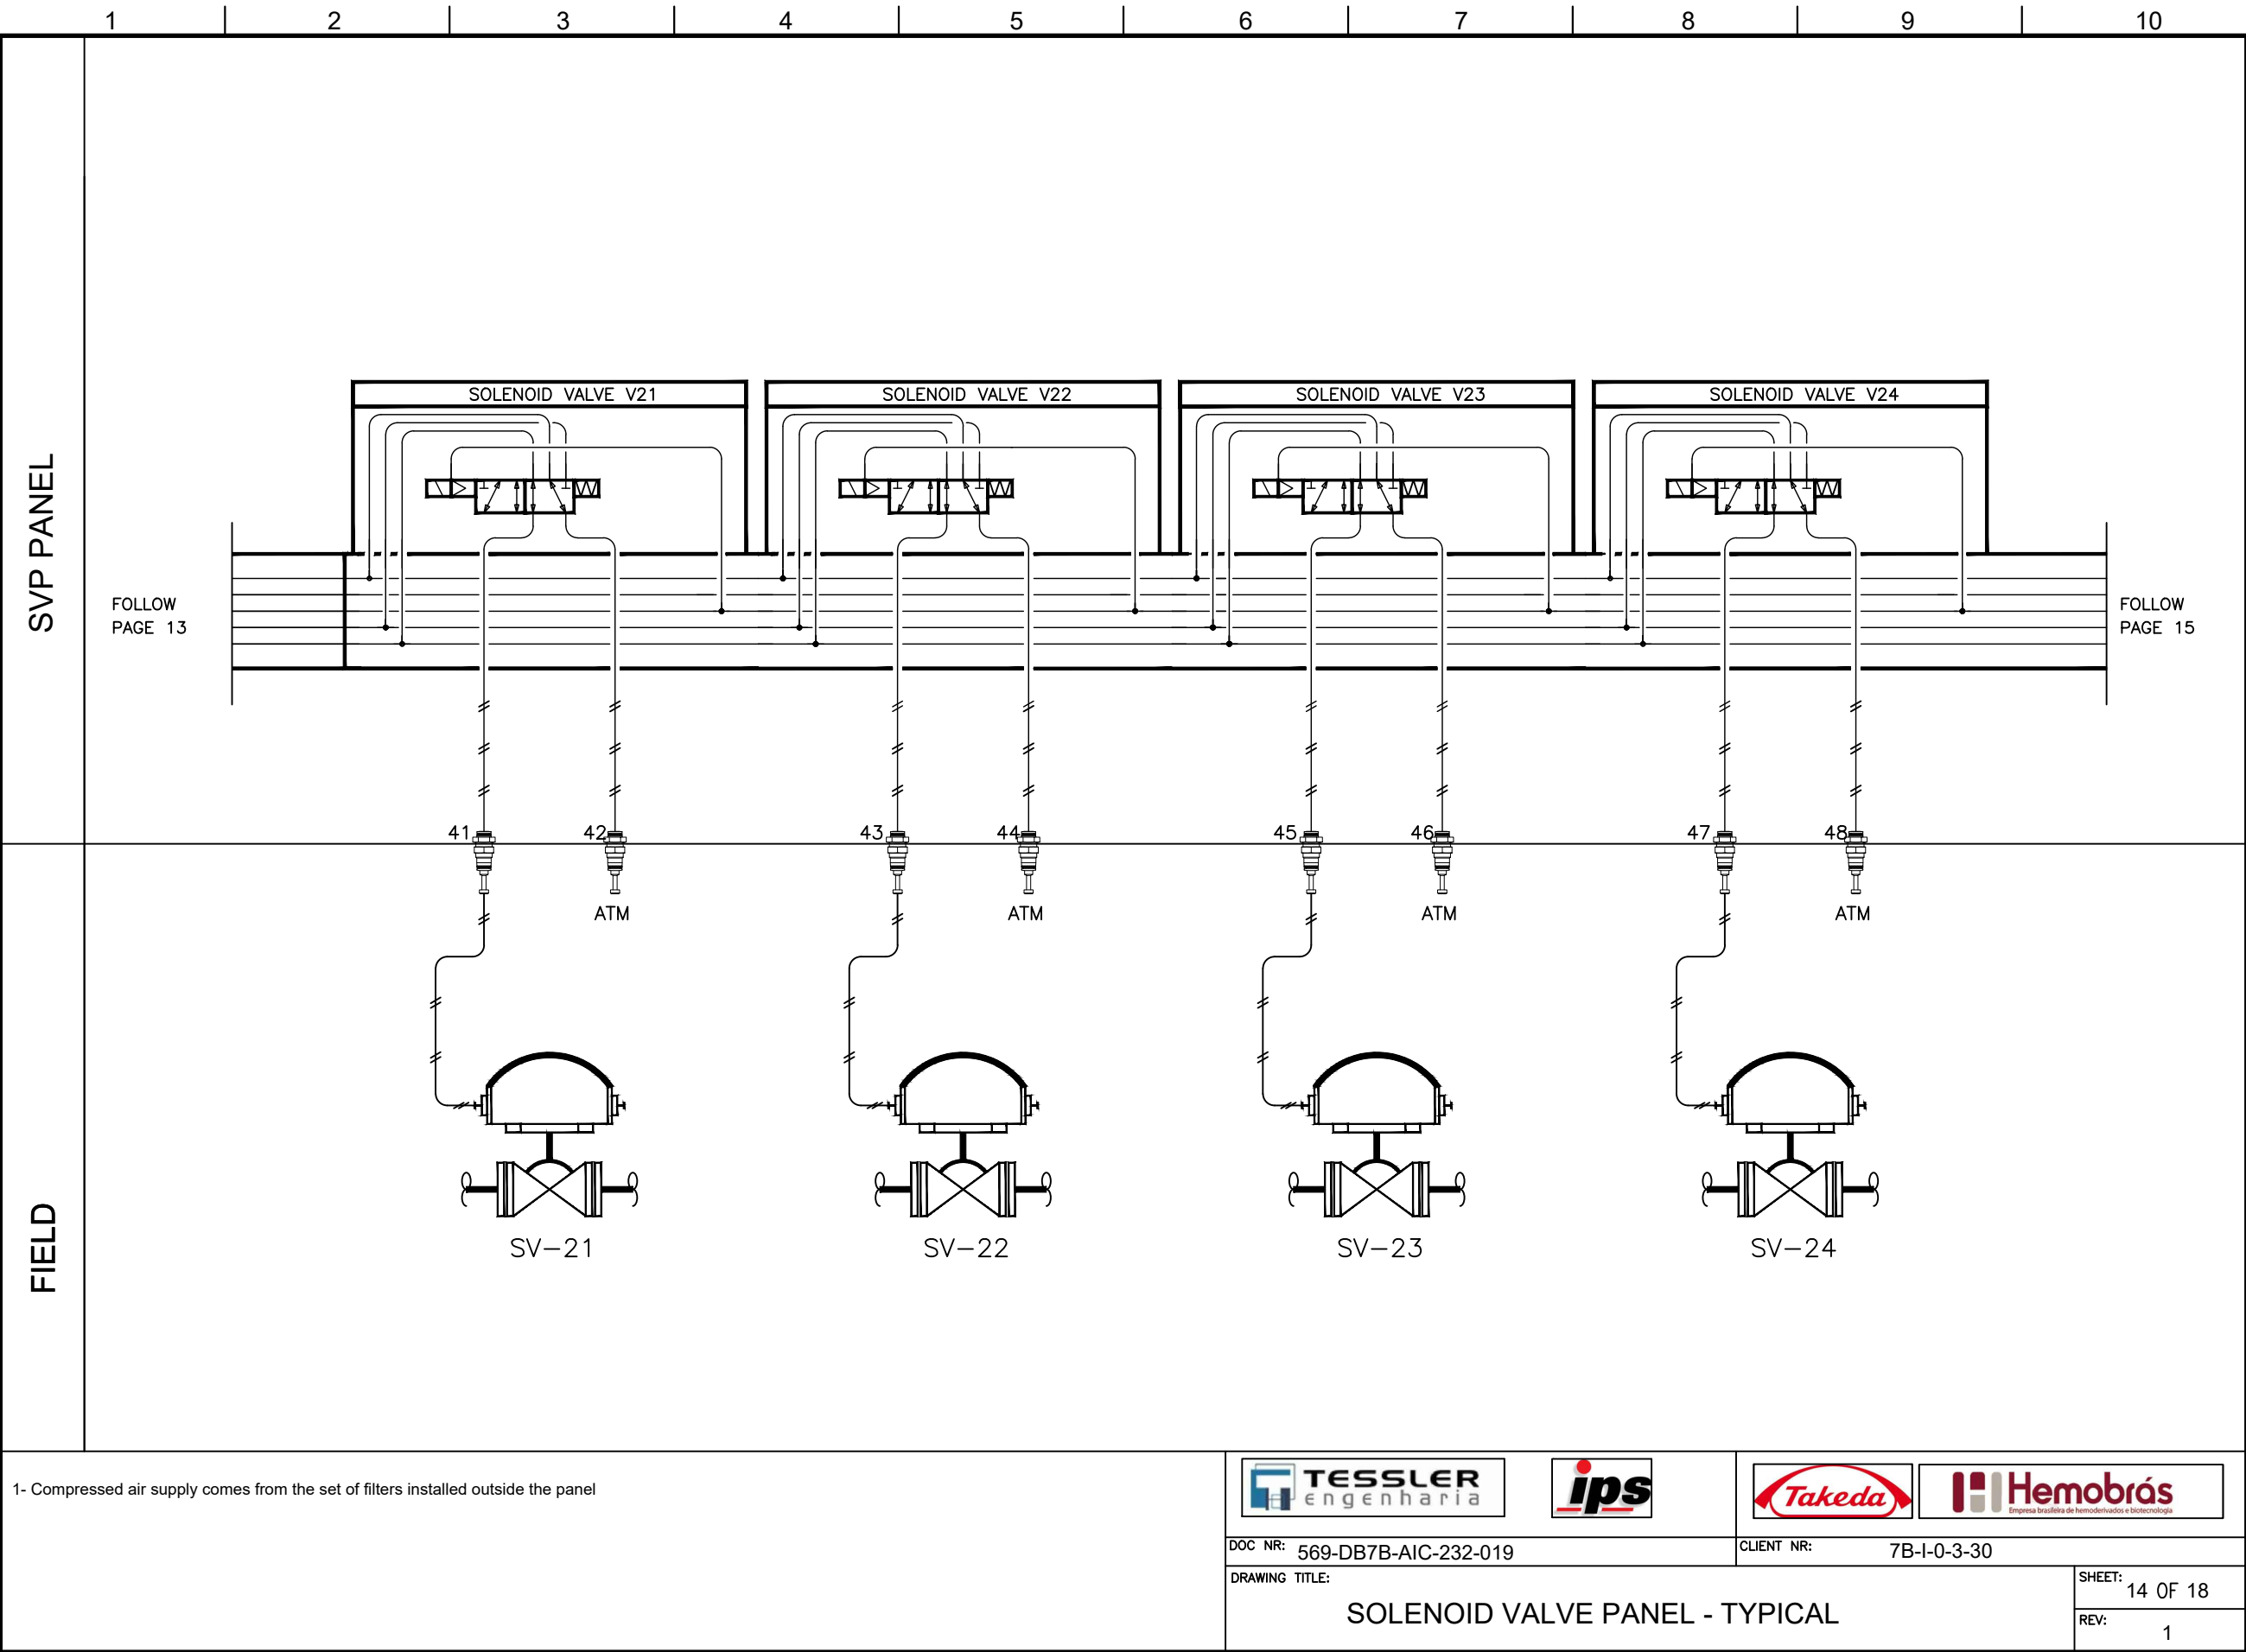 1 2 3 4 5 6 7 8 9 10
SVP PANEL
SOLENOID VALVE V21 SOLENOID VALVE V22 SOLENOID VALVE V23 SOLENOID VALVE V24
FOLLOW
PAGE 13
FOLLOW
PAGE 15
41 42 43 44 45 46 47 48
ATM ATM ATM ATM
FIELD
SV-21 SV-22 SV-23 SV-24
1- Compressed air supply comes from the set of filters installed outside the panel
TESSLER
engenharia
ips
Takeda
Hemobrás
Empresa brasileira de hemoderivados e biotecnologia
DOC NR: 569-DB7B-AIC-232-019
CLIENT NR: 7B-I-0-3-30
DRAWING TITLE:
SOLENOID VALVE PANEL - TYPICAL
SHEET: 14 OF 18
REV: 1